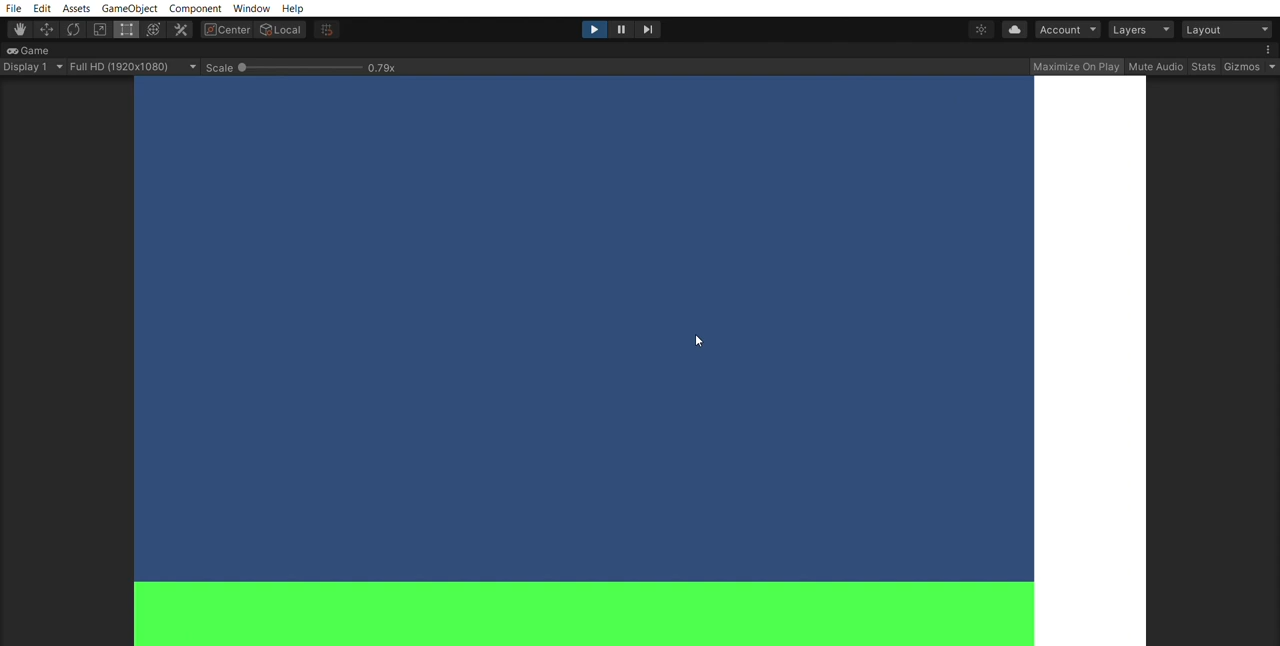 File Edit Assets GameObject Component Window Help
Center Local Account Layers Layout
Game
Display 1 Full HD (1920x1080) Scale 0.79x Maximize On Play Mute Audio Stats Gizmos